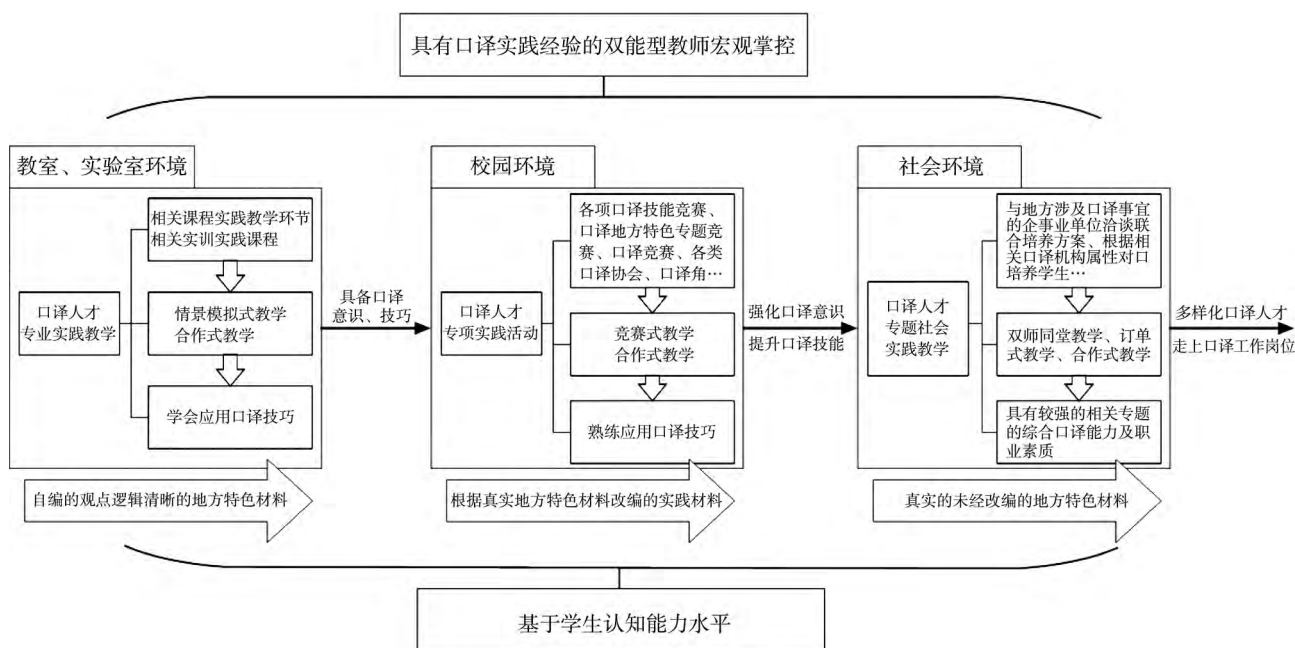 具有口译实践经验的双能型教师宏观掌控
教室、实验室环境
相关课程实践教学环节
相关实训实践课程
口译人才
专业实践教学
情景模拟式教学
合作式教学
学会应用口译技巧
自编的观点逻辑清晰的地方特色材料
具备口译
意识、技巧
校园环境
各项口译技能竞赛、
口译地方特色专题竞
赛、口译竞赛、各类
口译协会、口译角…
口译人才
专项实践活动
竞赛式教学
合作式教学
熟练应用口译技巧
根据真实地方特色材料改编的实践材料
强化口译意识
提升口译技能
社会环境
与地方涉及口译事宜
的企事业单位洽谈联
合培养方案、根据相
关口译机构属性对口
培养学生…
口译人才
专题社会
实践教学
双师同堂教学、订单
式教学、合作式教学
具有较强的相关专题
的综合口译能力及职
业素质
真实的未经改编的地方特色材料
多样化口译人才
走上口译工作岗位
基于学生认知能力水平